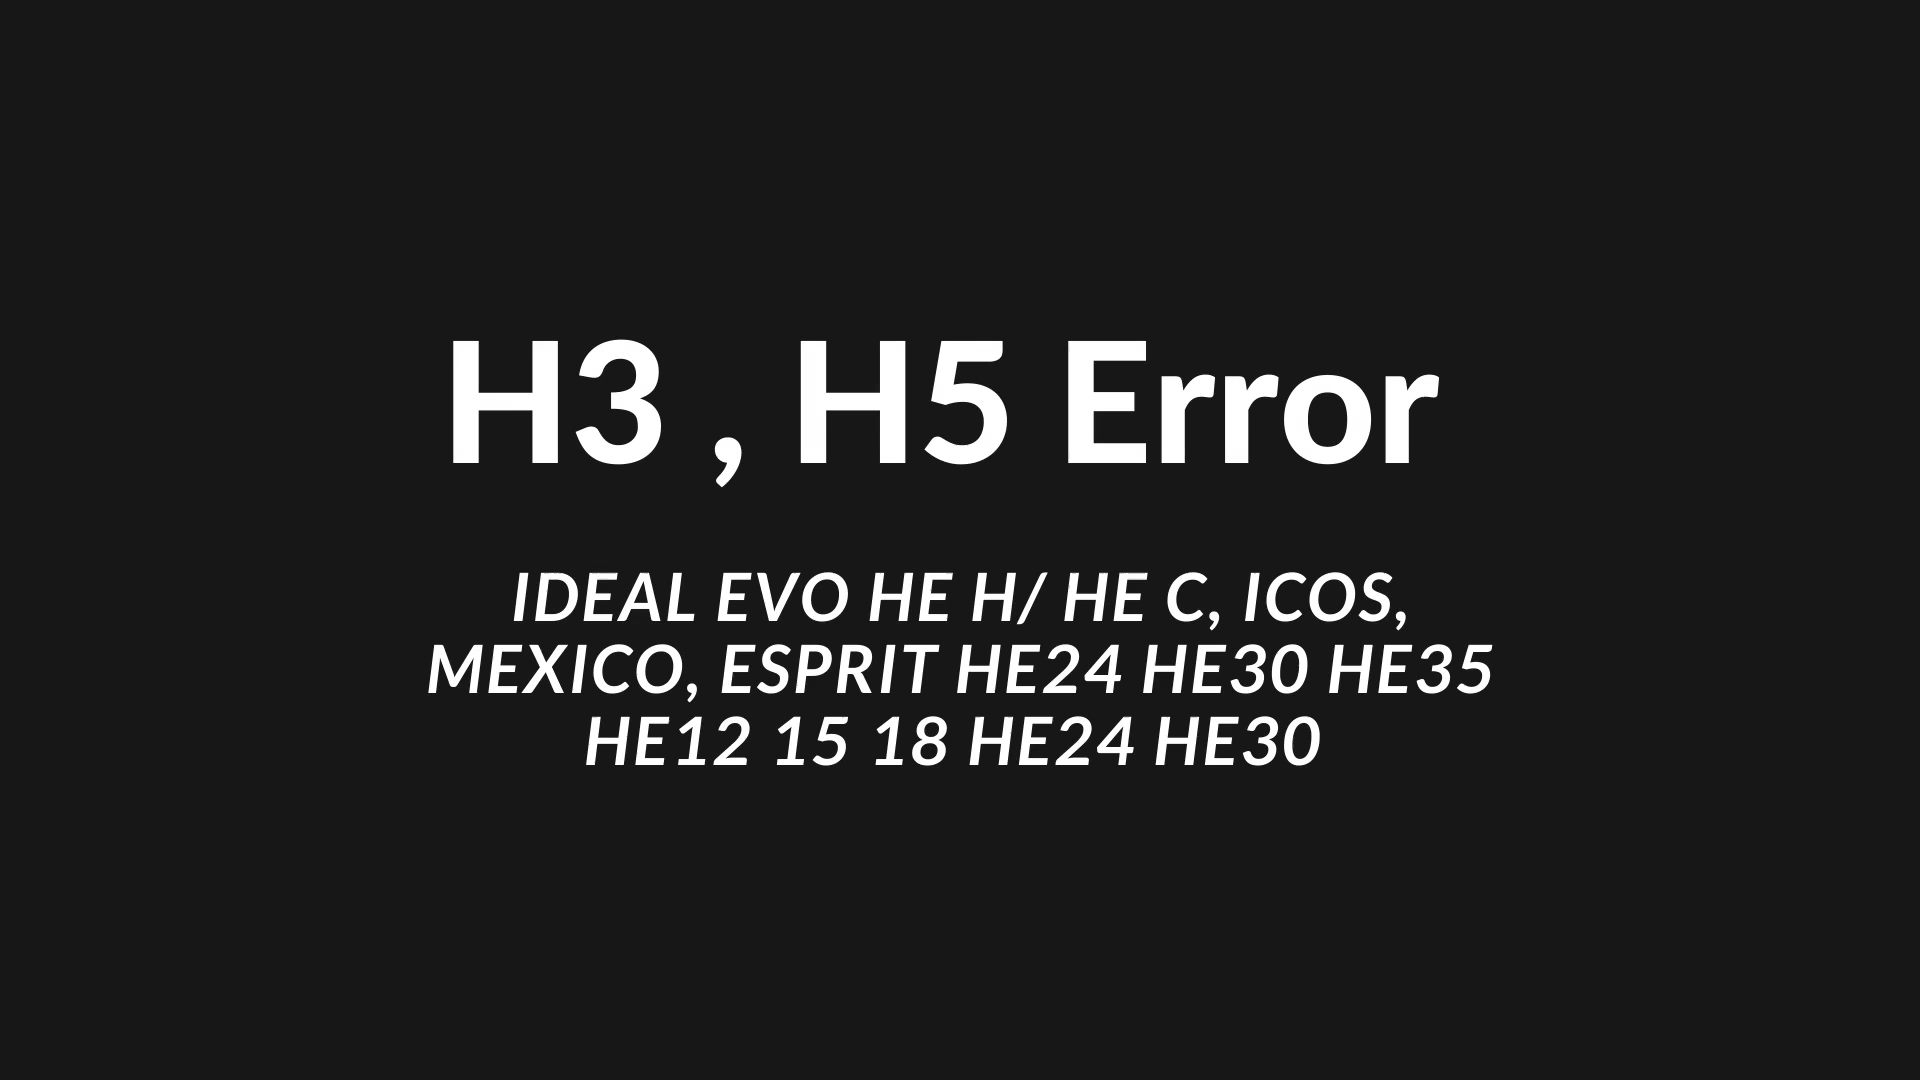 H3 , H5 Error
IDEAL EVO HE H/ HE C, ICOS,
MEXICO, ESPRIT HE24 HE30 HE35
HE12 15 18 HE24 HE30